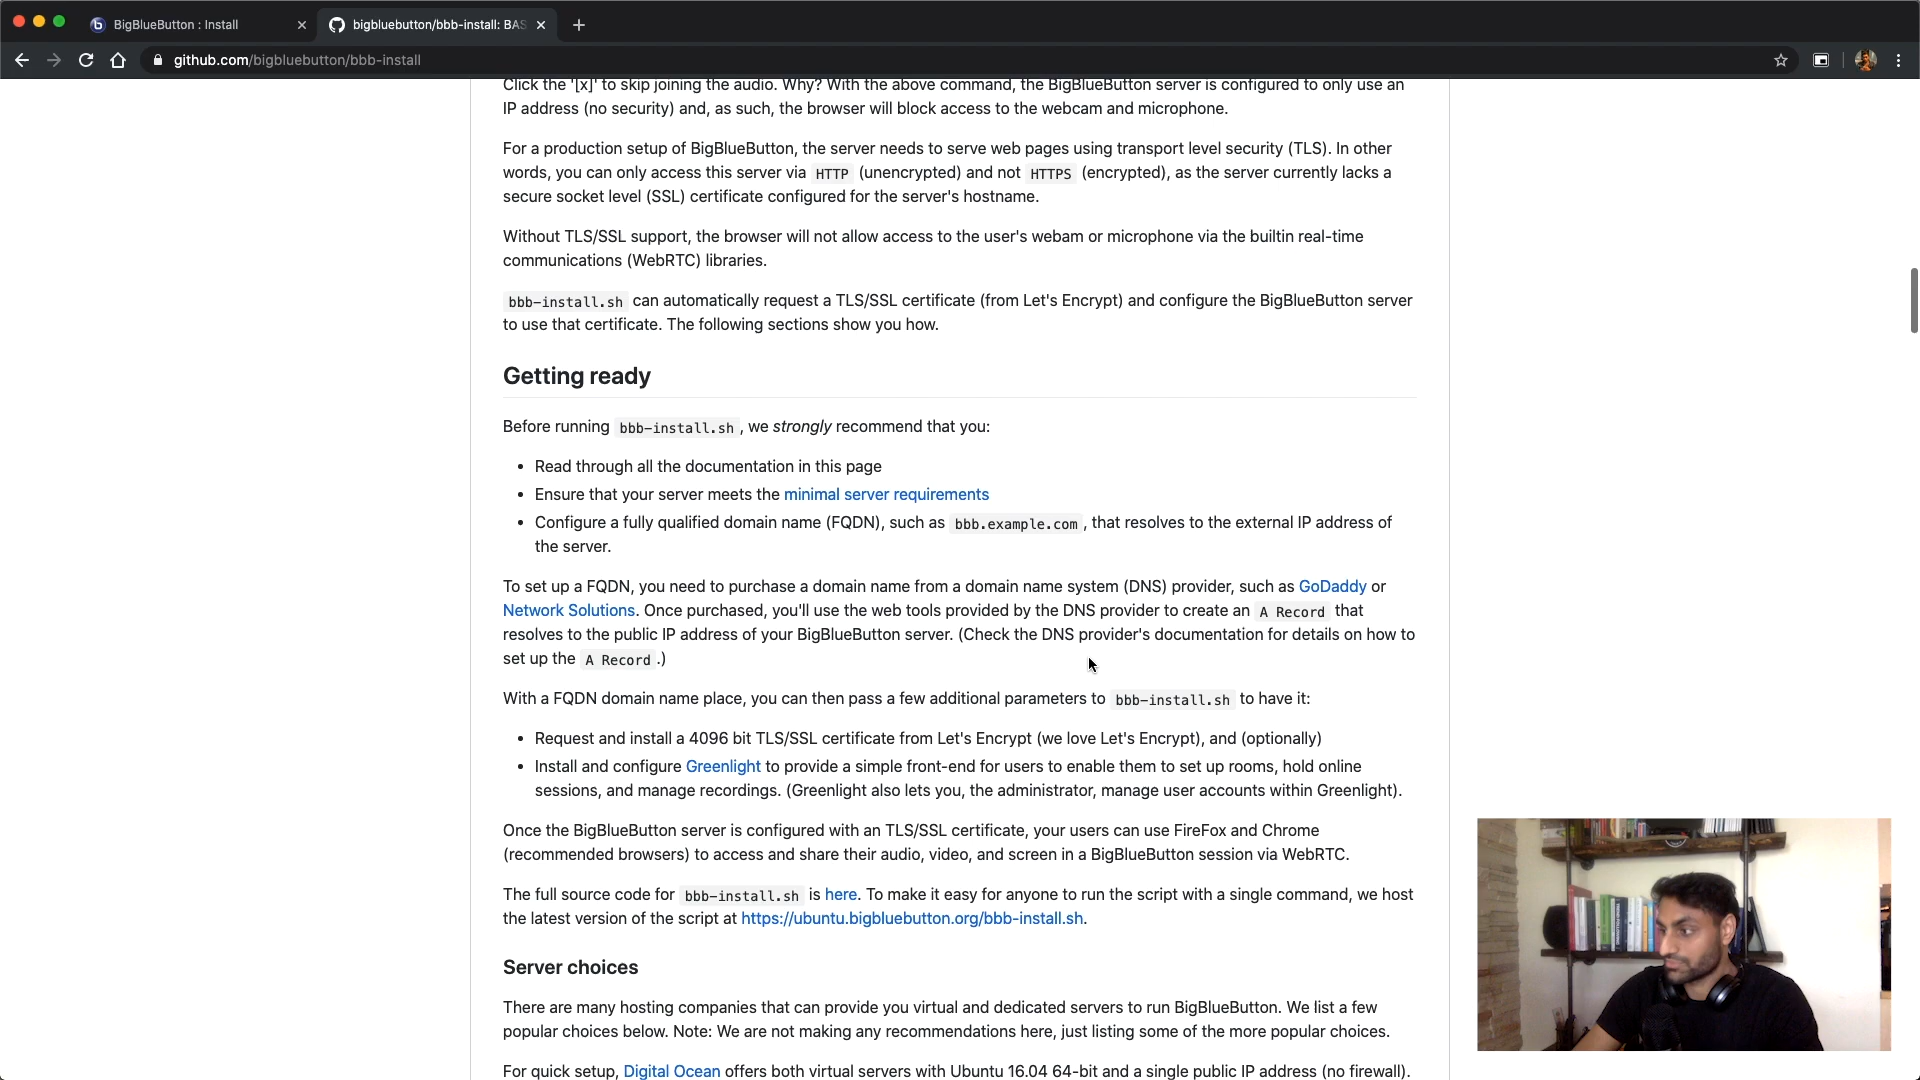 BigBlueButton : Install
bigbluebutton/bbb-install: BAS
github.com/bigbluebutton/bbb-install
Click the '[x]' to skip joining the audio. Why? With the above command, the BigBlueButton server is configured to only use an
IP address (no security) and, as such, the browser will block access to the webcam and microphone.
For a production setup of BigBlueButton, the server needs to serve web pages using transport level security (TLS). In other
words, you can only access this server via HTTP (unencrypted) and not HTTPS (encrypted), as the server currently lacks a
secure socket level (SSL) certificate configured for the server's hostname.
Without TLS/SSL support, the browser will not allow access to the user's webam or microphone via the builtin real-time
communications (WebRTC) libraries.
bbb-install.sh can automatically request a TLS/SSL certificate (from Let's Encrypt) and configure the BigBlueButton server
to use that certificate. The following sections show you how.
Getting ready
Before running bbb-install.sh, we strongly recommend that you:
• Read through all the documentation in this page
• Ensure that your server meets the minimal server requirements
• Configure a fully qualified domain name (FQDN), such as bbb.example.com, that resolves to the external IP address of
the server.
To set up a FQDN, you need to purchase a domain name from a domain name system (DNS) provider, such as GoDaddy or
Network Solutions. Once purchased, you'll use the web tools provided by the DNS provider to create an A Record that
resolves to the public IP address of your BigBlueButton server. (Check the DNS provider's documentation for details on how to
set up the A Record.)
With a FQDN domain name place, you can then pass a few additional parameters to bbb-install.sh to have it:
• Request and install a 4096 bit TLS/SSL certificate from Let's Encrypt (we love Let's Encrypt), and (optionally)
• Install and configure Greenlight to provide a simple front-end for users to enable them to set up rooms, hold online
sessions, and manage recordings. (Greenlight also lets you, the administrator, manage user accounts within Greenlight).
Once the BigBlueButton server is configured with an TLS/SSL certificate, your users can use FireFox and Chrome
(recommended browsers) to access and share their audio, video, and screen in a BigBlueButton session via WebRTC.
The full source code for bbb-install.sh is here. To make it easy for anyone to run the script with a single command, we host
the latest version of the script at https://ubuntu.bigbluebutton.org/bbb-install.sh.
Server choices
There are many hosting companies that can provide you virtual and dedicated servers to run BigBlueButton. We list a few
popular choices below. Note: We are not making any recommendations here, just listing some of the more popular choices.
For quick setup, Digital Ocean offers both virtual servers with Ubuntu 16.04 64-bit and a single public IP address (no firewall).